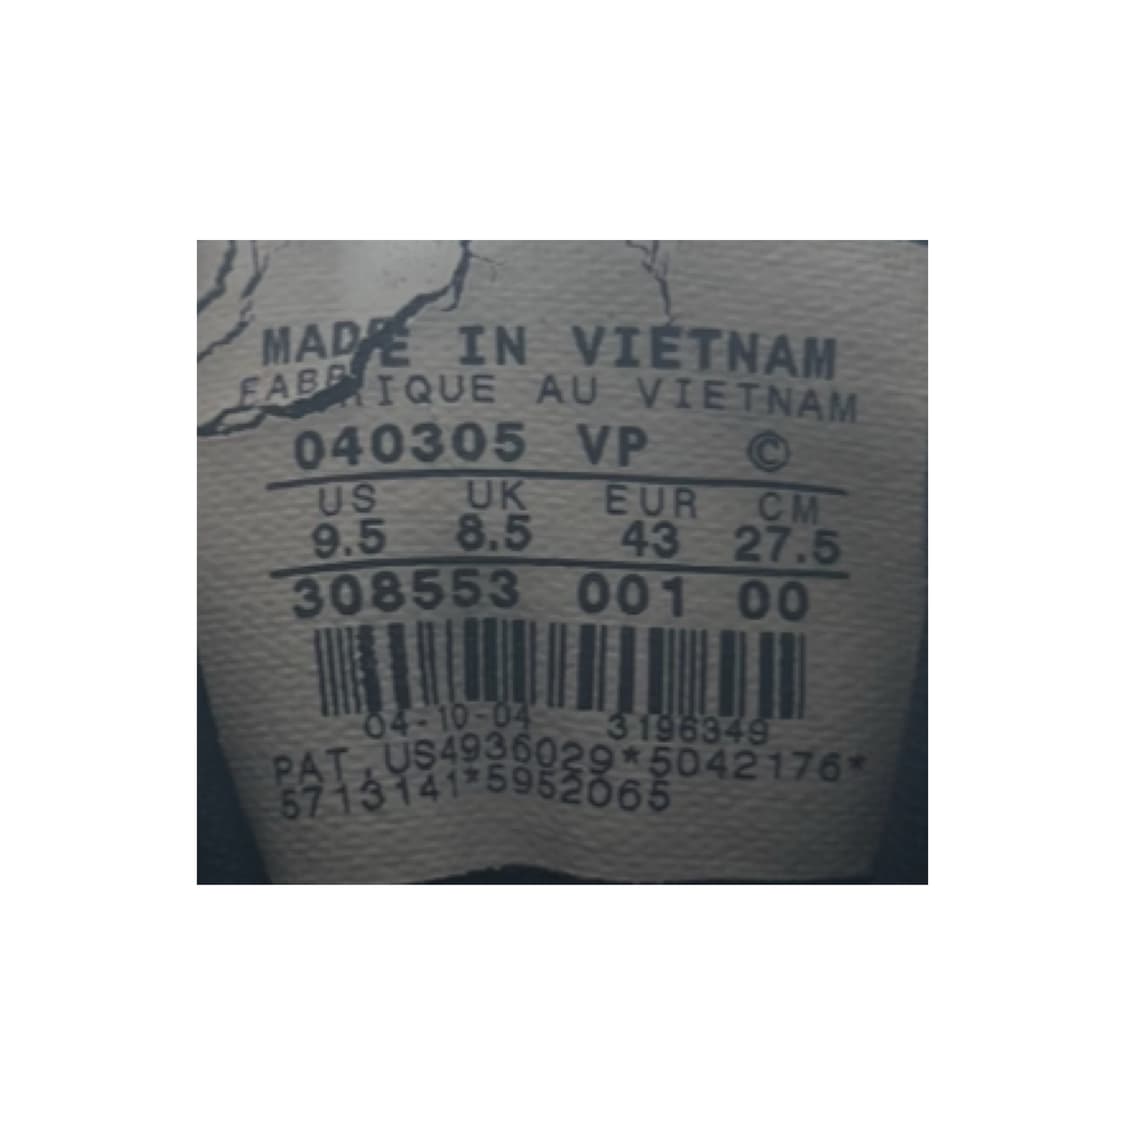 MADE IN VIETNAM
FABRIQUE AU VIETNAM
040305 VP ©
US UK EUR CM
9.5 8.5 43 27.5
308553 001 00
04-10-04 3196349
PAT.US4936029*5042176*
5713141*5952065